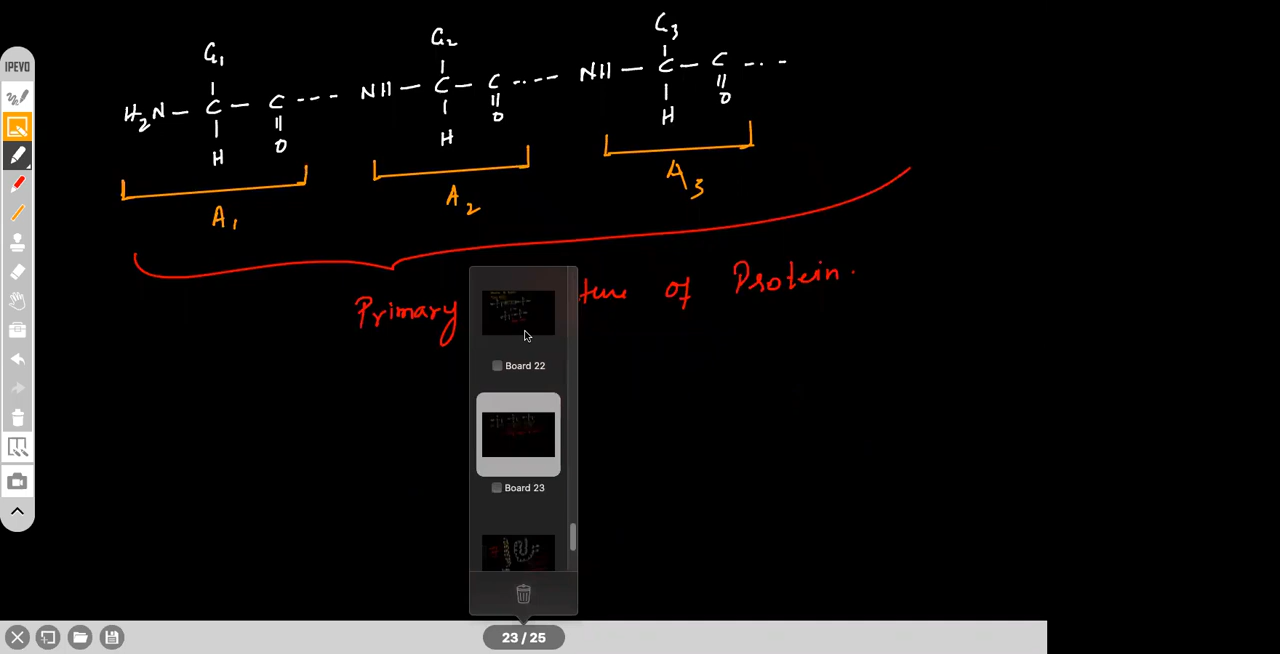 IPEVO
G₁ G₂ G₃
H₂N — C — C --- NH — C — C ---- NH — C — C - . . -
H O H O H O
A₁ A₂ A₃
Primary of Protein.
Board 22
Board 23
23 / 25